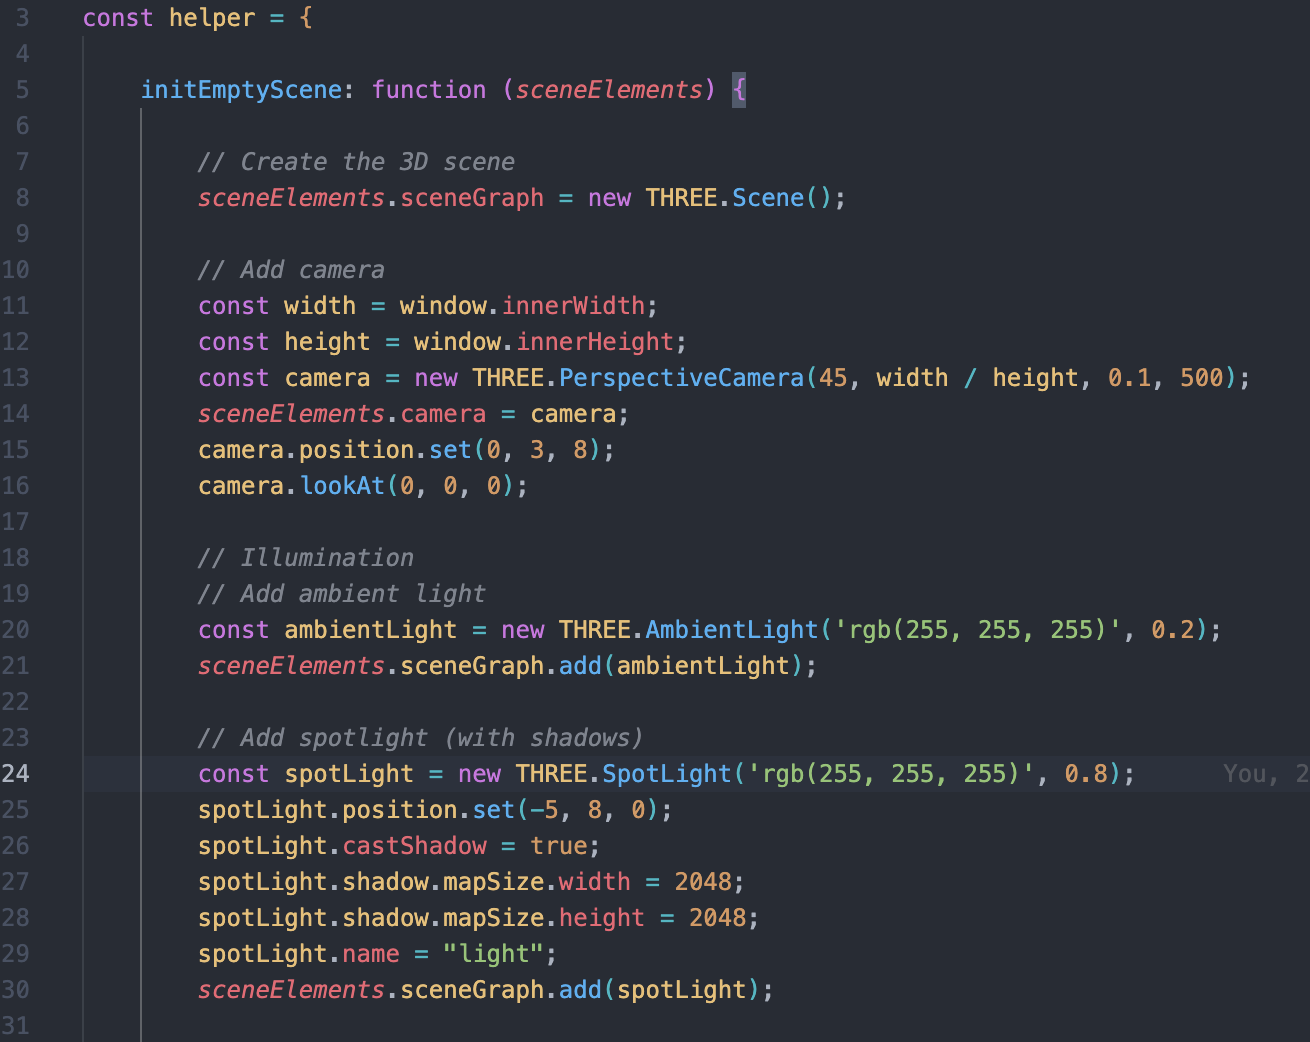 3 const helper = {
4
5 initEmptyScene: function (sceneElements) {
6
7 // Create the 3D scene
8 sceneElements.sceneGraph = new THREE.Scene();
9
10 // Add camera
11 const width = window.innerWidth;
12 const height = window.innerHeight;
13 const camera = new THREE.PerspectiveCamera(45, width / height, 0.1, 500);
14 sceneElements.camera = camera;
15 camera.position.set(0, 3, 8);
16 camera.lookAt(0, 0, 0);
17
18 // Illumination
19 // Add ambient light
20 const ambientLight = new THREE.AmbientLight('rgb(255, 255, 255)', 0.2);
21 sceneElements.sceneGraph.add(ambientLight);
22
23 // Add spotlight (with shadows)
24 const spotLight = new THREE.SpotLight('rgb(255, 255, 255)', 0.8); You, 2
25 spotLight.position.set(-5, 8, 0);
26 spotLight.castShadow = true;
27 spotLight.shadow.mapSize.width = 2048;
28 spotLight.shadow.mapSize.height = 2048;
29 spotLight.name = "light";
30 sceneElements.sceneGraph.add(spotLight);
31